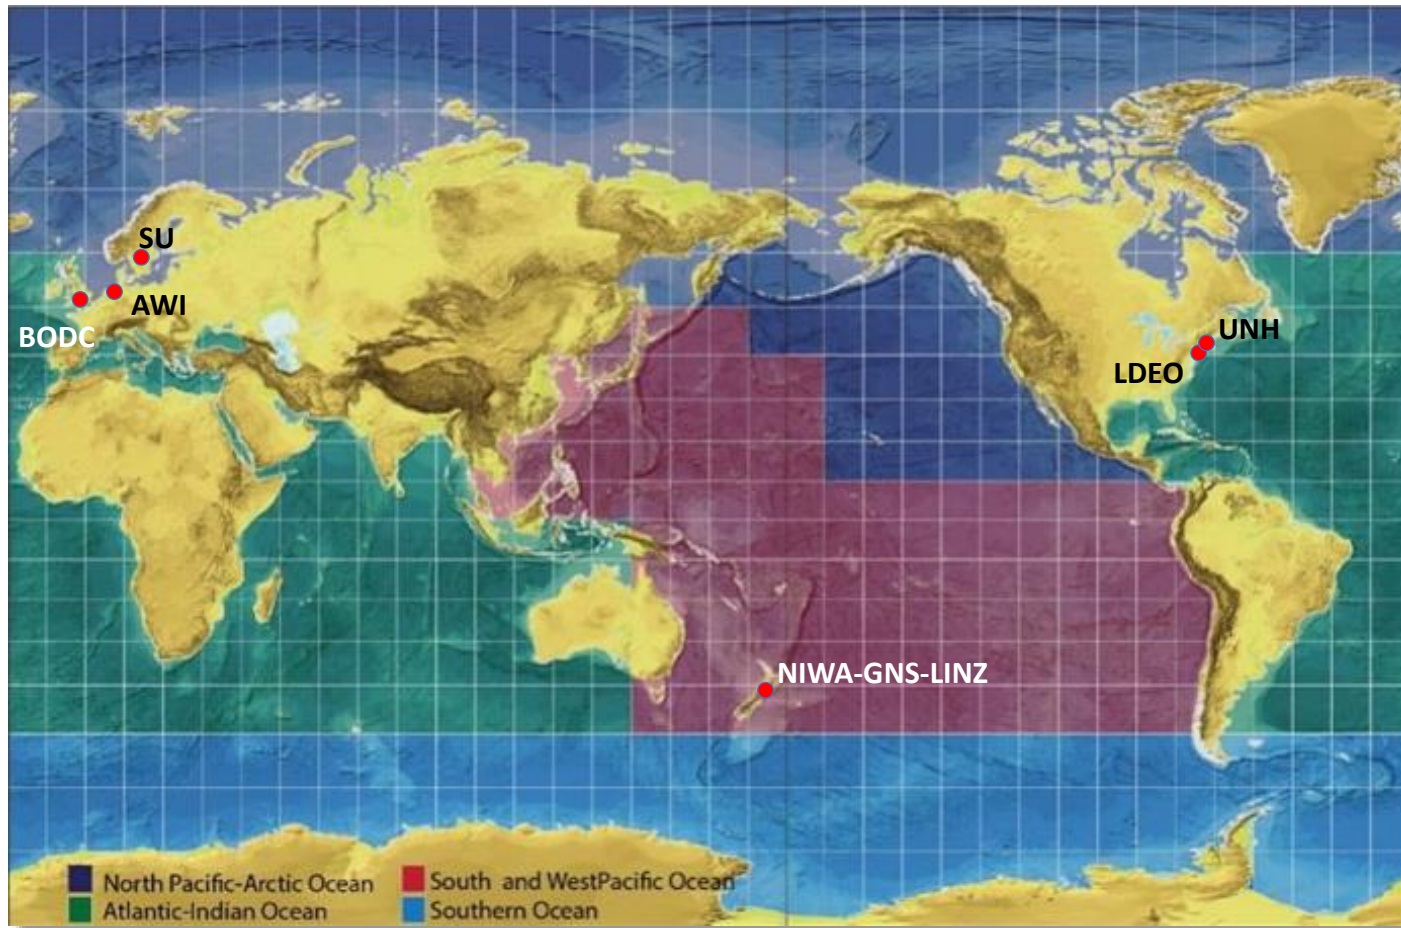 SU
AWI
BODC
UNH
LDEO
NIWA-GNS-LINZ
North Pacific-Arctic Ocean
South and WestPacific Ocean
Atlantic-Indian Ocean
Southern Ocean